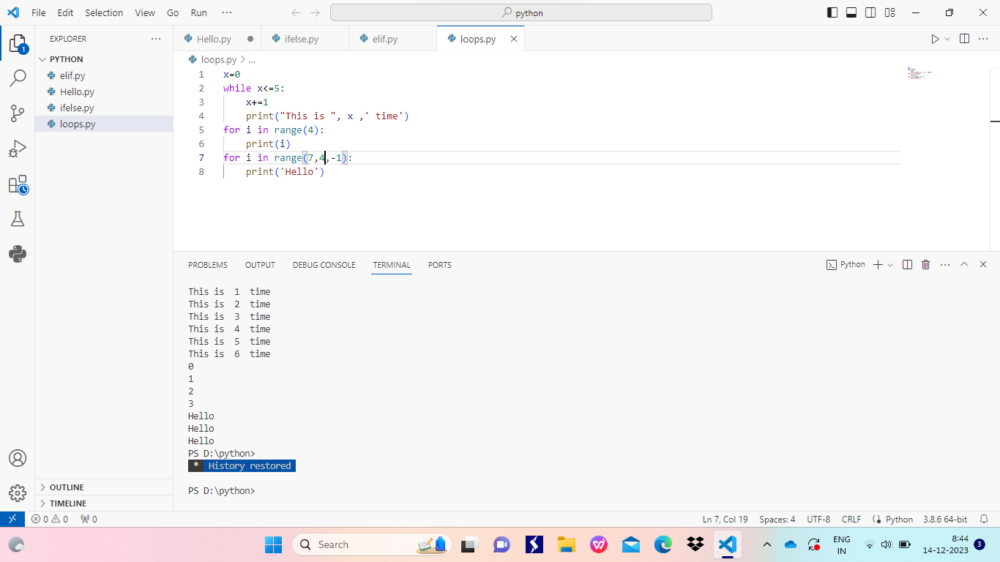 File Edit Selection View Go Run ···
python
EXPLORER ···
PYTHON
elif.py
Hello.py
ifelse.py
loops.py
OUTLINE
TIMELINE
1
Hello.py
ifelse.py
elif.py
loops.py
loops.py > ...
1 x=0
2 while x<=5:
3     x+=1
4     print("This is ", x ,' time')
5 for i in range(4):
6     print(i)
7 for i in range(7,4,-1):
8     print('Hello')
PROBLEMS OUTPUT DEBUG CONSOLE TERMINAL PORTS
Python
This is  1  time
This is  2  time
This is  3  time
This is  4  time
This is  5  time
This is  6  time
0
1
2
3
Hello
Hello
Hello
PS D:\python>
 *  History restored
PS D:\python>
0 0 0
Ln 7, Col 19 Spaces: 4 UTF-8 CRLF Python 3.8.6 64-bit
Search
ENG
IN
8:44
14-12-2023
3